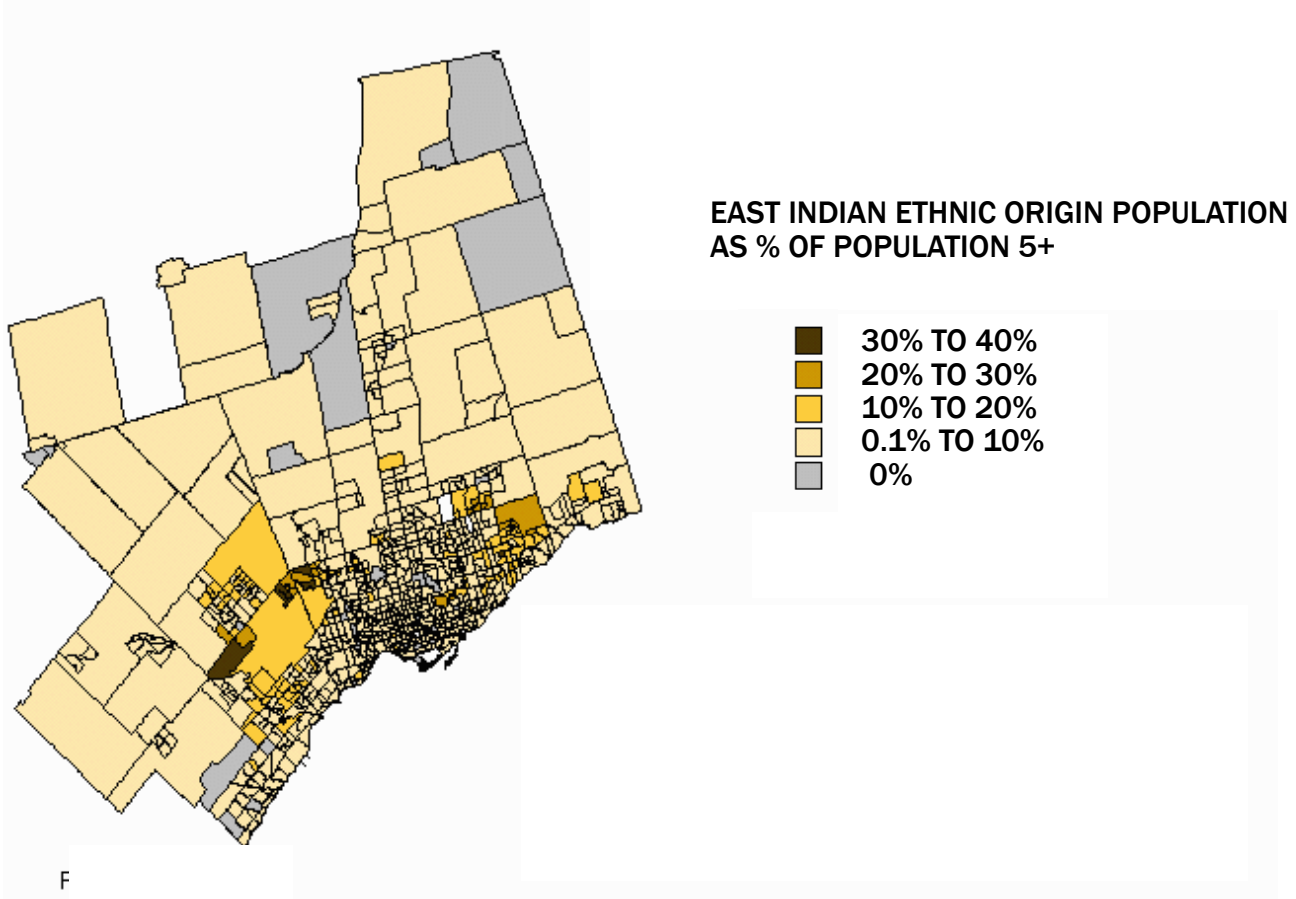 EAST INDIAN ETHNIC ORIGIN POPULATION
AS % OF POPULATION 5+
30% TO 40%
20% TO 30%
10% TO 20%
0.1% TO 10%
0%
F